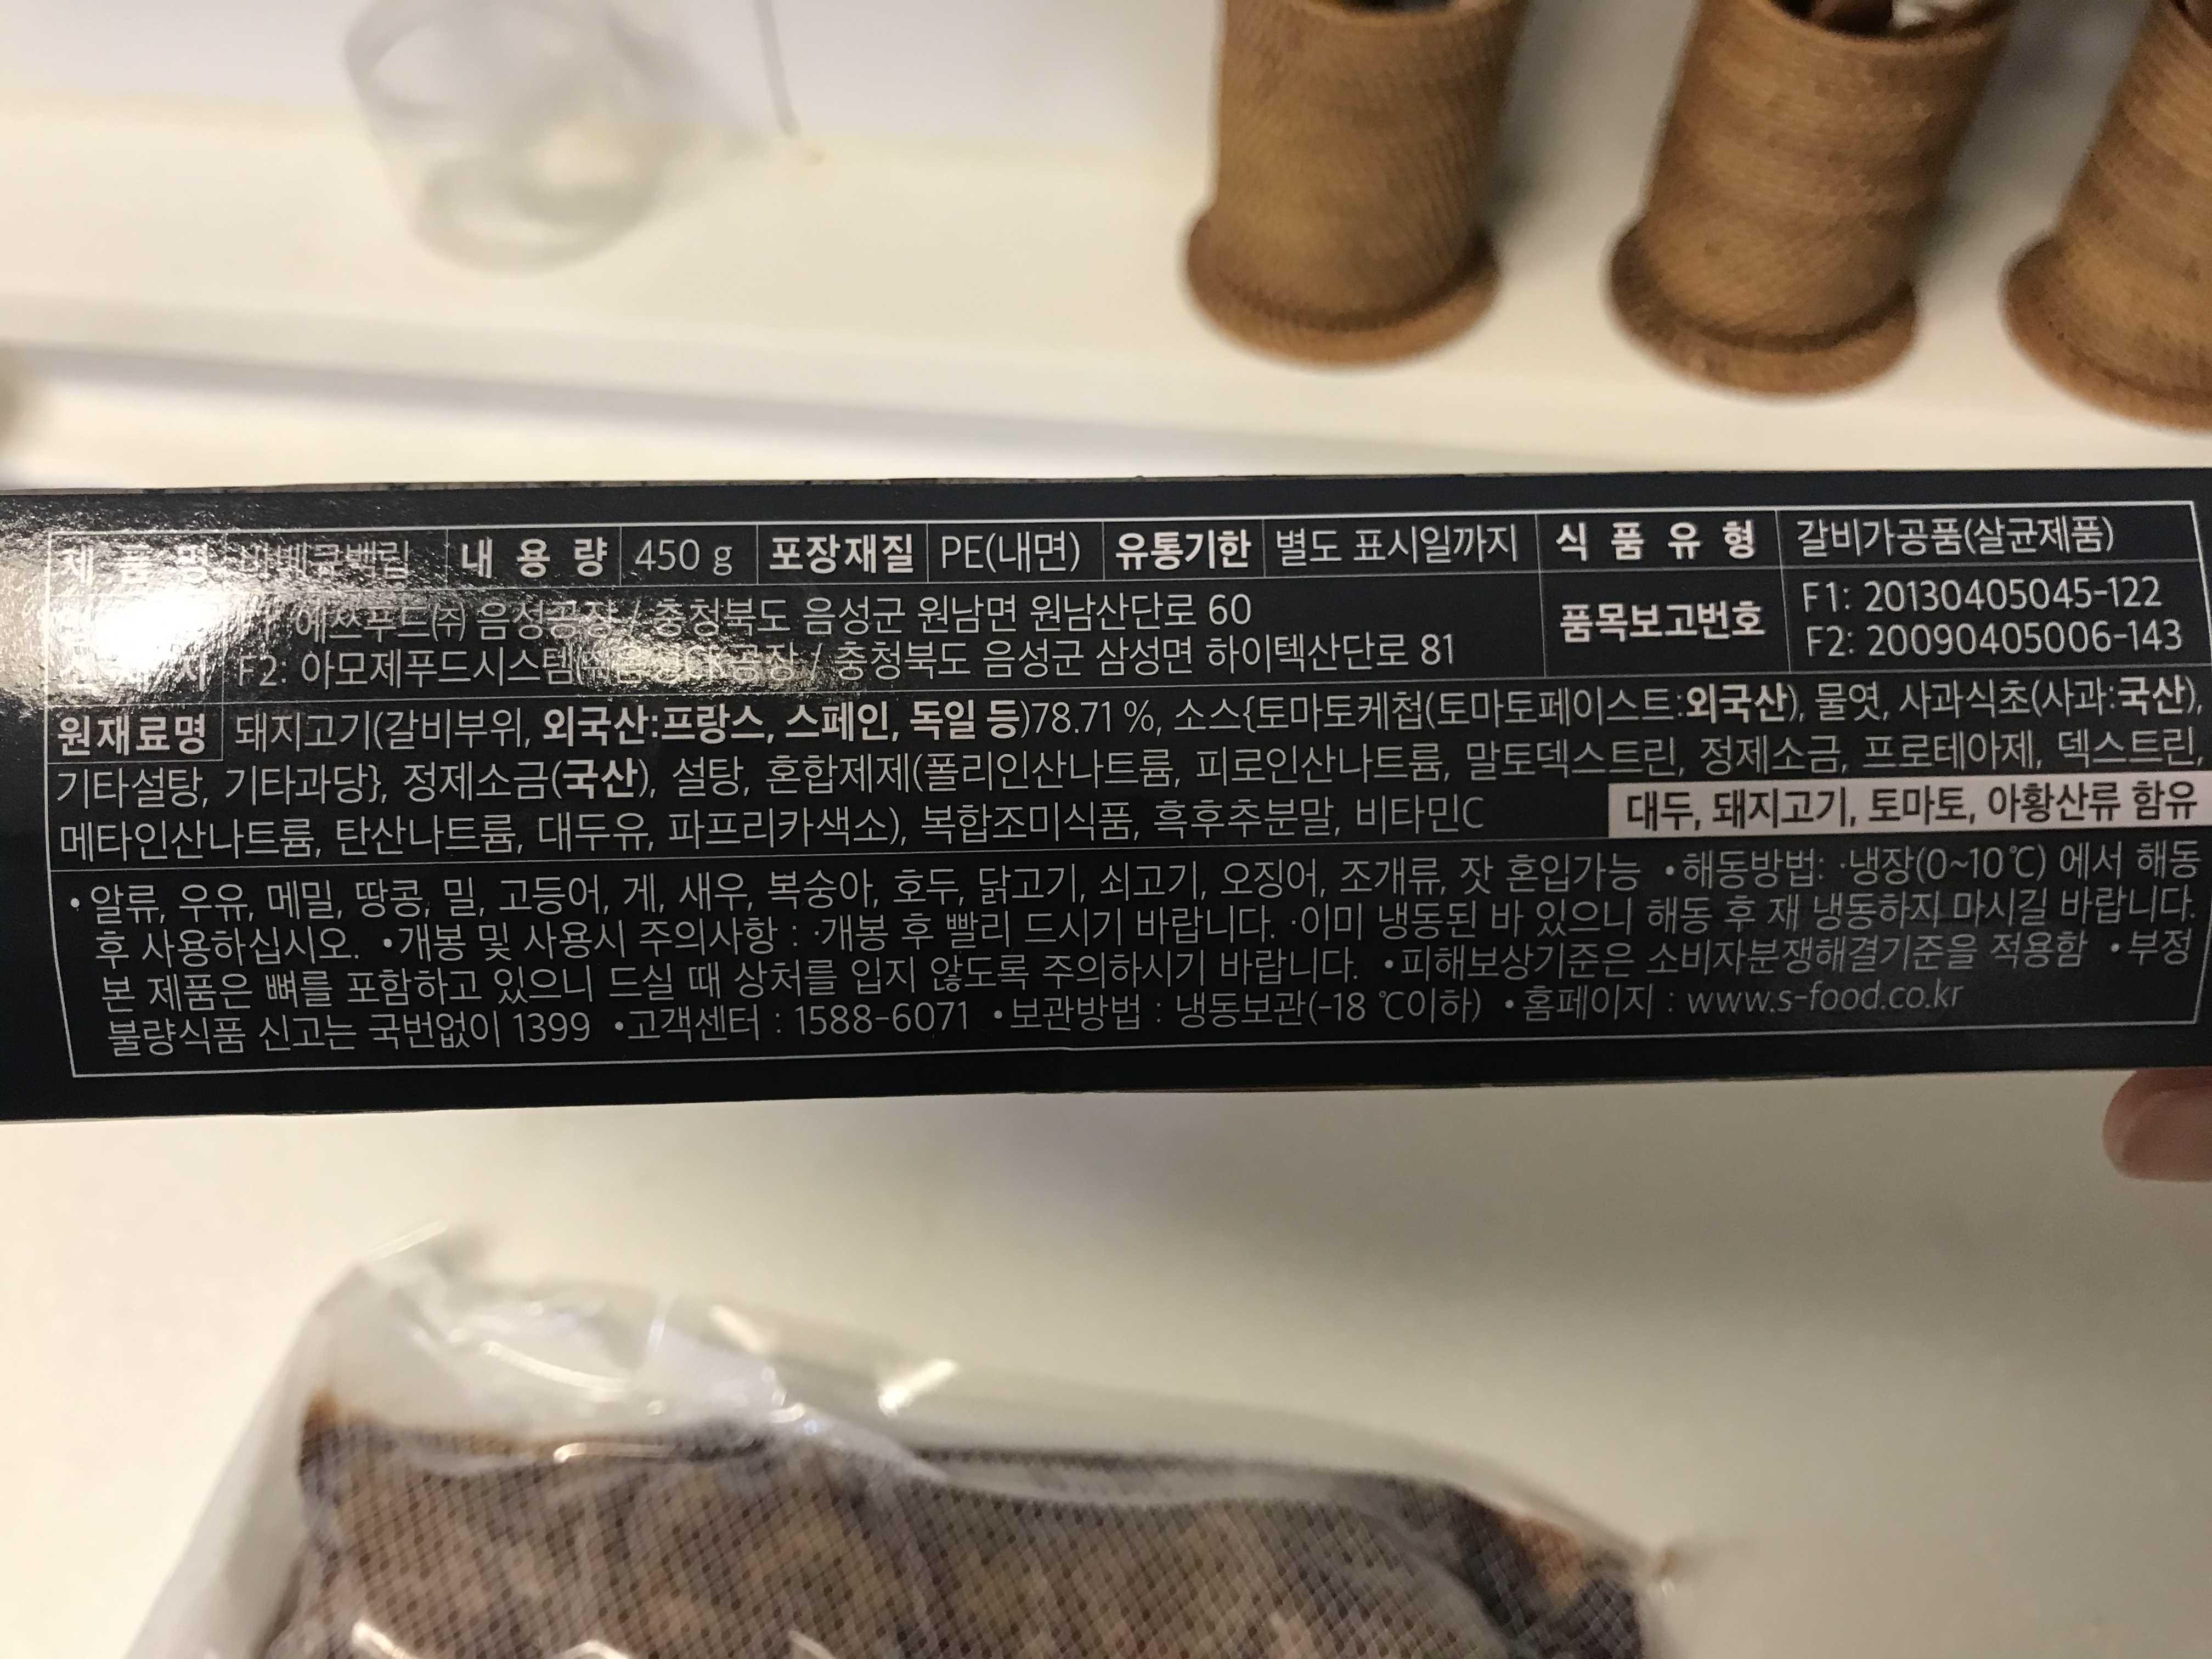 제 품 명 바베큐백립 내 용 량 450 g 포장재질 PE(내면) 유통기한 별도 표시일까지 식 품 유 형 갈비가공품(살균제품)
에쓰푸드㈜ 음성공장 / 충청북도 음성군 원남면 원남산단로 60
F2: 아모제푸드시스템㈜ 음성CK공장 / 충청북도 음성군 삼성면 하이텍산단로 81
품목보고번호 F1: 20130405045-122
F2: 20090405006-143
원재료명 돼지고기(갈비부위, 외국산:프랑스, 스페인, 독일 등)78.71 %, 소스{토마토케첩(토마토페이스트:외국산), 물엿, 사과식초(사과:국산),
기타설탕, 기타과당}, 정제소금(국산), 설탕, 혼합제제(폴리인산나트륨, 피로인산나트륨, 말토덱스트린, 정제소금, 프로테아제, 덱스트린,
메타인산나트륨, 탄산나트륨, 대두유, 파프리카색소), 복합조미식품, 흑후추분말, 비타민C 대두, 돼지고기, 토마토, 아황산류 함유
• 알류, 우유, 메밀, 땅콩, 밀, 고등어, 게, 새우, 복숭아, 호두, 닭고기, 쇠고기, 오징어, 조개류, 잣 혼입가능 •해동방법: ·냉장(0~10℃) 에서 해동
후 사용하십시오. •개봉 및 사용시 주의사항 : ·개봉 후 빨리 드시기 바랍니다. ·이미 냉동된 바 있으니 해동 후 재 냉동하지 마시길 바랍니다.
본 제품은 뼈를 포함하고 있으니 드실 때 상처를 입지 않도록 주의하시기 바랍니다. •피해보상기준은 소비자분쟁해결기준을 적용함 •부정
불량식품 신고는 국번없이 1399 •고객센터 : 1588-6071 •보관방법 : 냉동보관(-18 ℃이하) •홈페이지 : www.s-food.co.kr